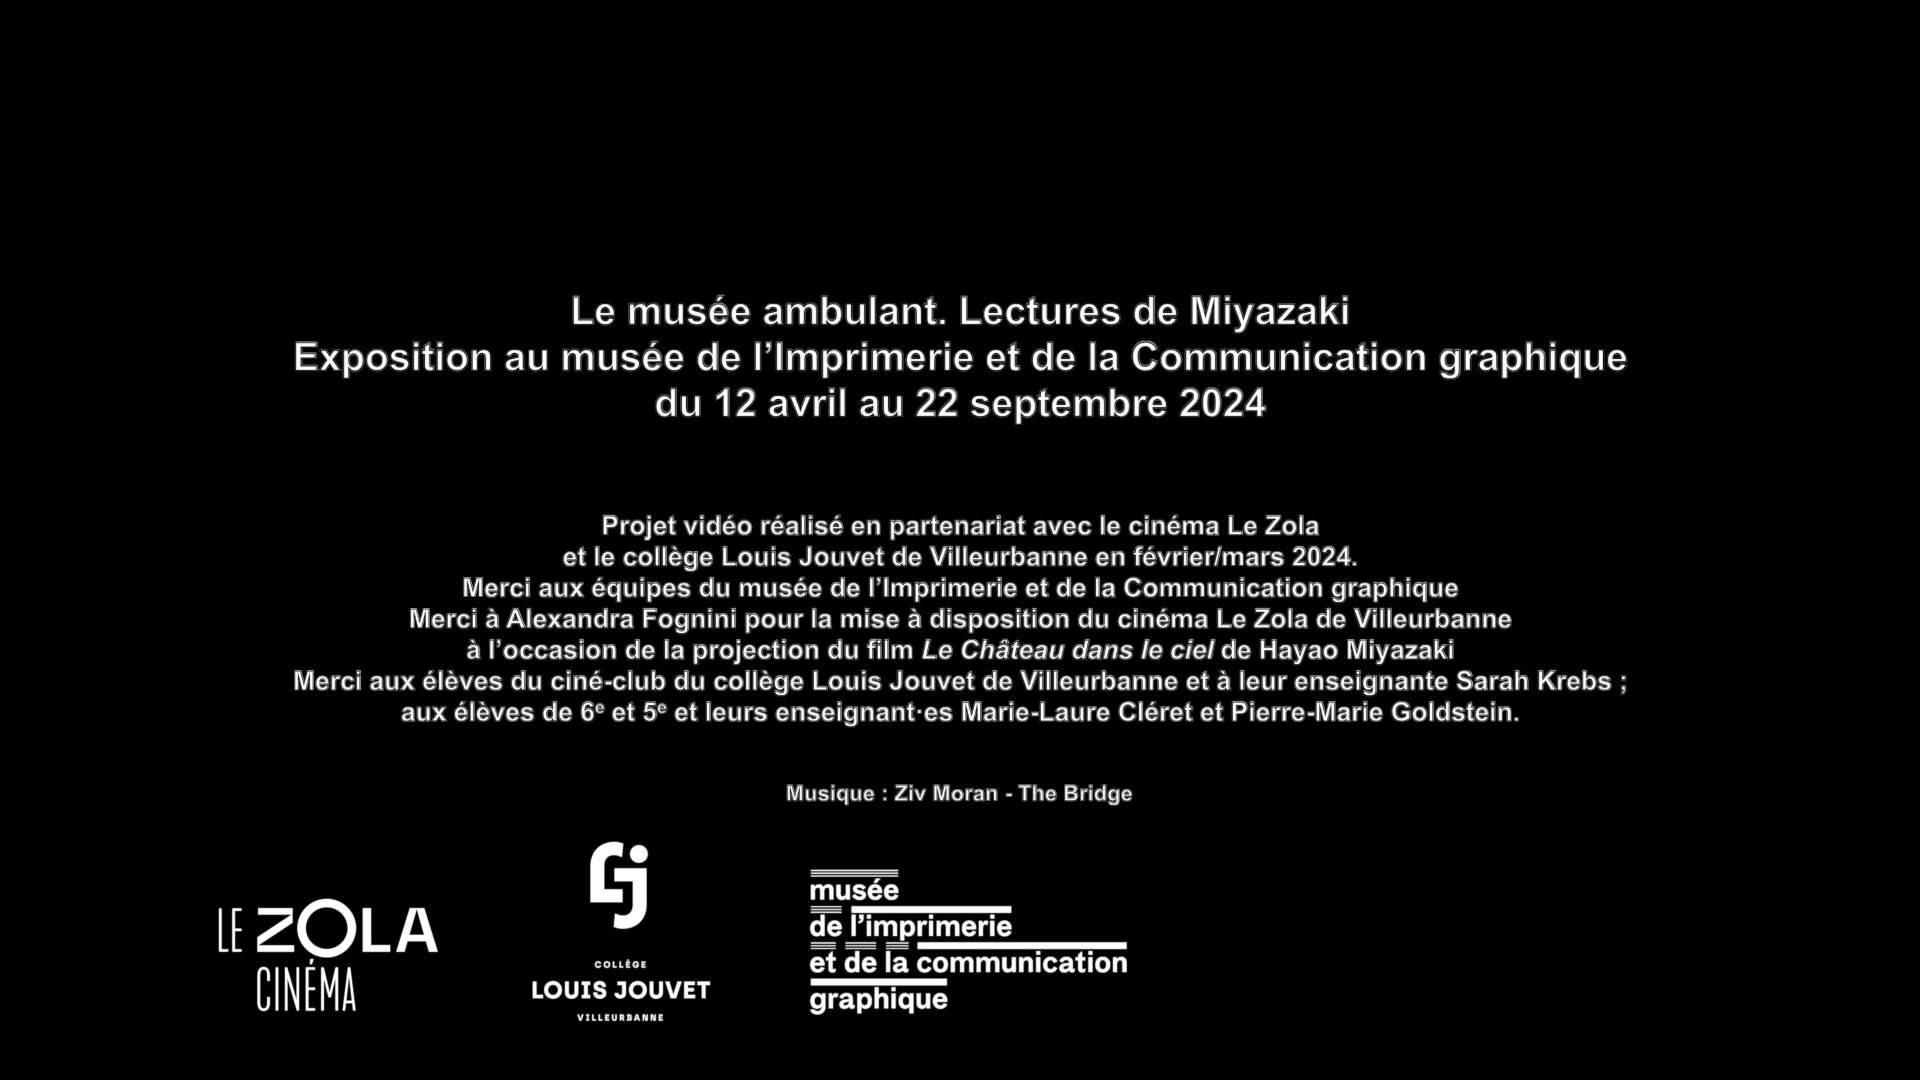 Le musée ambulant. Lectures de Miyazaki
Exposition au musée de l’Imprimerie et de la Communication graphique
du 12 avril au 22 septembre 2024
Projet vidéo réalisé en partenariat avec le cinéma Le Zola
et le collège Louis Jouvet de Villeurbanne en février/mars 2024.
Merci aux équipes du musée de l’Imprimerie et de la Communication graphique
Merci à Alexandra Fognini pour la mise à disposition du cinéma Le Zola de Villeurbanne
à l’occasion de la projection du film Le Château dans le ciel de Hayao Miyazaki
Merci aux élèves du ciné-club du collège Louis Jouvet de Villeurbanne et à leur enseignante Sarah Krebs ;
aux élèves de 6ᵉ et 5ᵉ et leurs enseignant·es Marie-Laure Cléret et Pierre-Marie Goldstein.
Musique : Ziv Moran - The Bridge
LE ZOLA
CINÉMA
COLLÈGE
LOUIS JOUVET
VILLEURBANNE
musée
de l’imprimerie
et de la communication
graphique